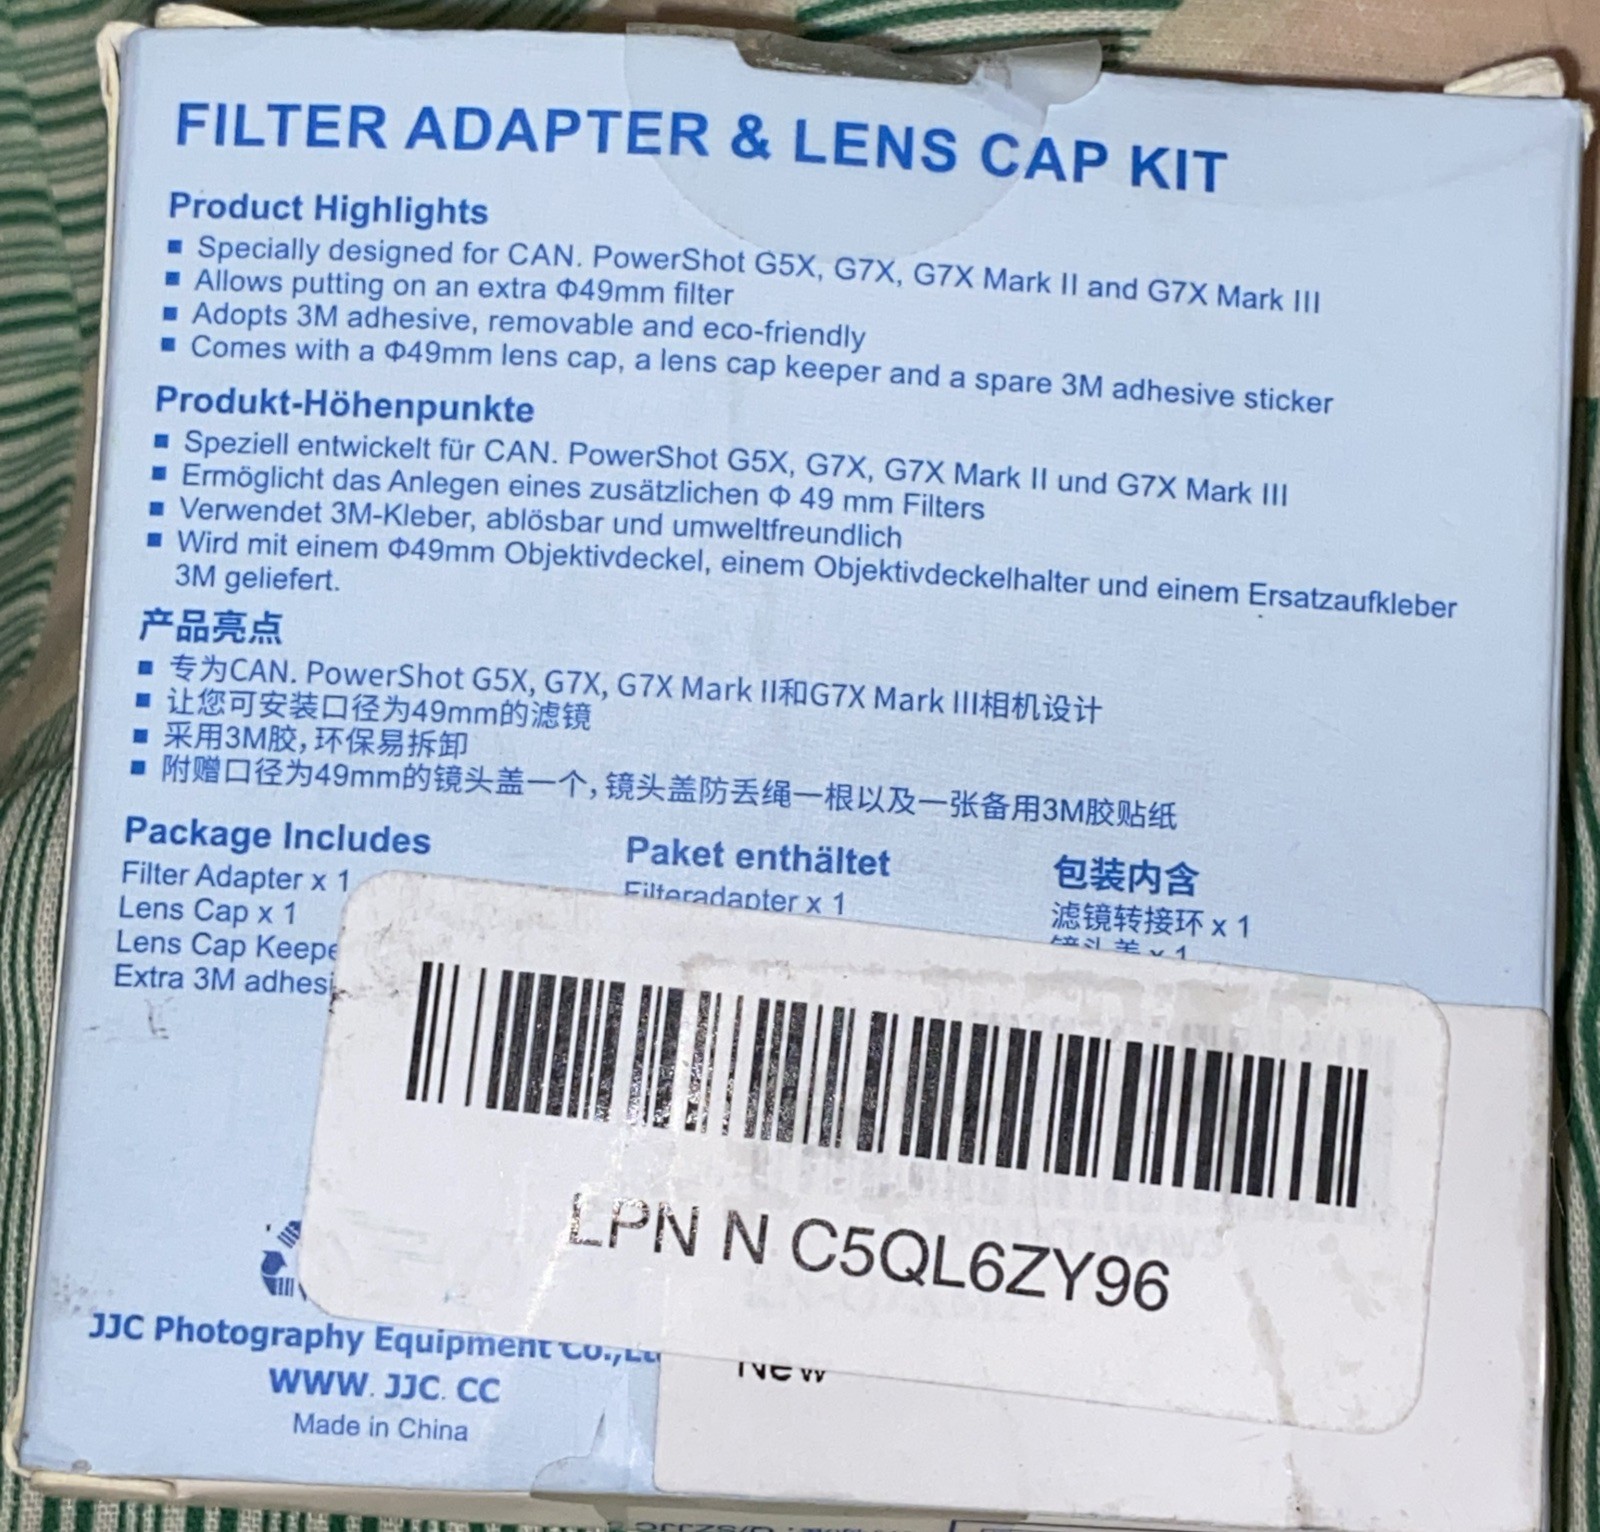 FILTER ADAPTER & LENS CAP KIT
Product Highlights
▪ Specially designed for CAN. PowerShot G5X, G7X, G7X Mark II and G7X Mark III
▪ Allows putting on an extra Φ49mm filter
▪ Adopts 3M adhesive, removable and eco-friendly
▪ Comes with a Φ49mm lens cap, a lens cap keeper and a spare 3M adhesive sticker
Produkt-Höhenpunkte
▪ Speziell entwickelt für CAN. PowerShot G5X, G7X, G7X Mark II und G7X Mark III
▪ Ermöglicht das Anlegen eines zusätzlichen Φ 49 mm Filters
▪ Verwendet 3M-Kleber, ablösbar und umweltfreundlich
▪ Wird mit einem Φ49mm Objektivdeckel, einem Objektivdeckelhalter und einem Ersatzaufkleber
3M geliefert.
产品亮点
▪ 专为CAN. PowerShot G5X, G7X, G7X Mark II和G7X Mark III相机设计
▪ 让您可安装口径为49mm的滤镜
▪ 采用3M胶,环保易拆卸
▪ 附赠口径为49mm的镜头盖一个,镜头盖防丢绳一根以及一张备用3M胶贴纸
Package Includes
Filter Adapter x 1
Lens Cap x 1
Lens Cap Keepe
Extra 3M adhesi
Paket enthältet
Filteradapter x 1
包装内含
滤镜转接环 x 1
镜头盖 x 1
LPN N C5QL6ZY96
New
JJC Photography Equipment Co.,Lt
WWW. JJC. CC
Made in China